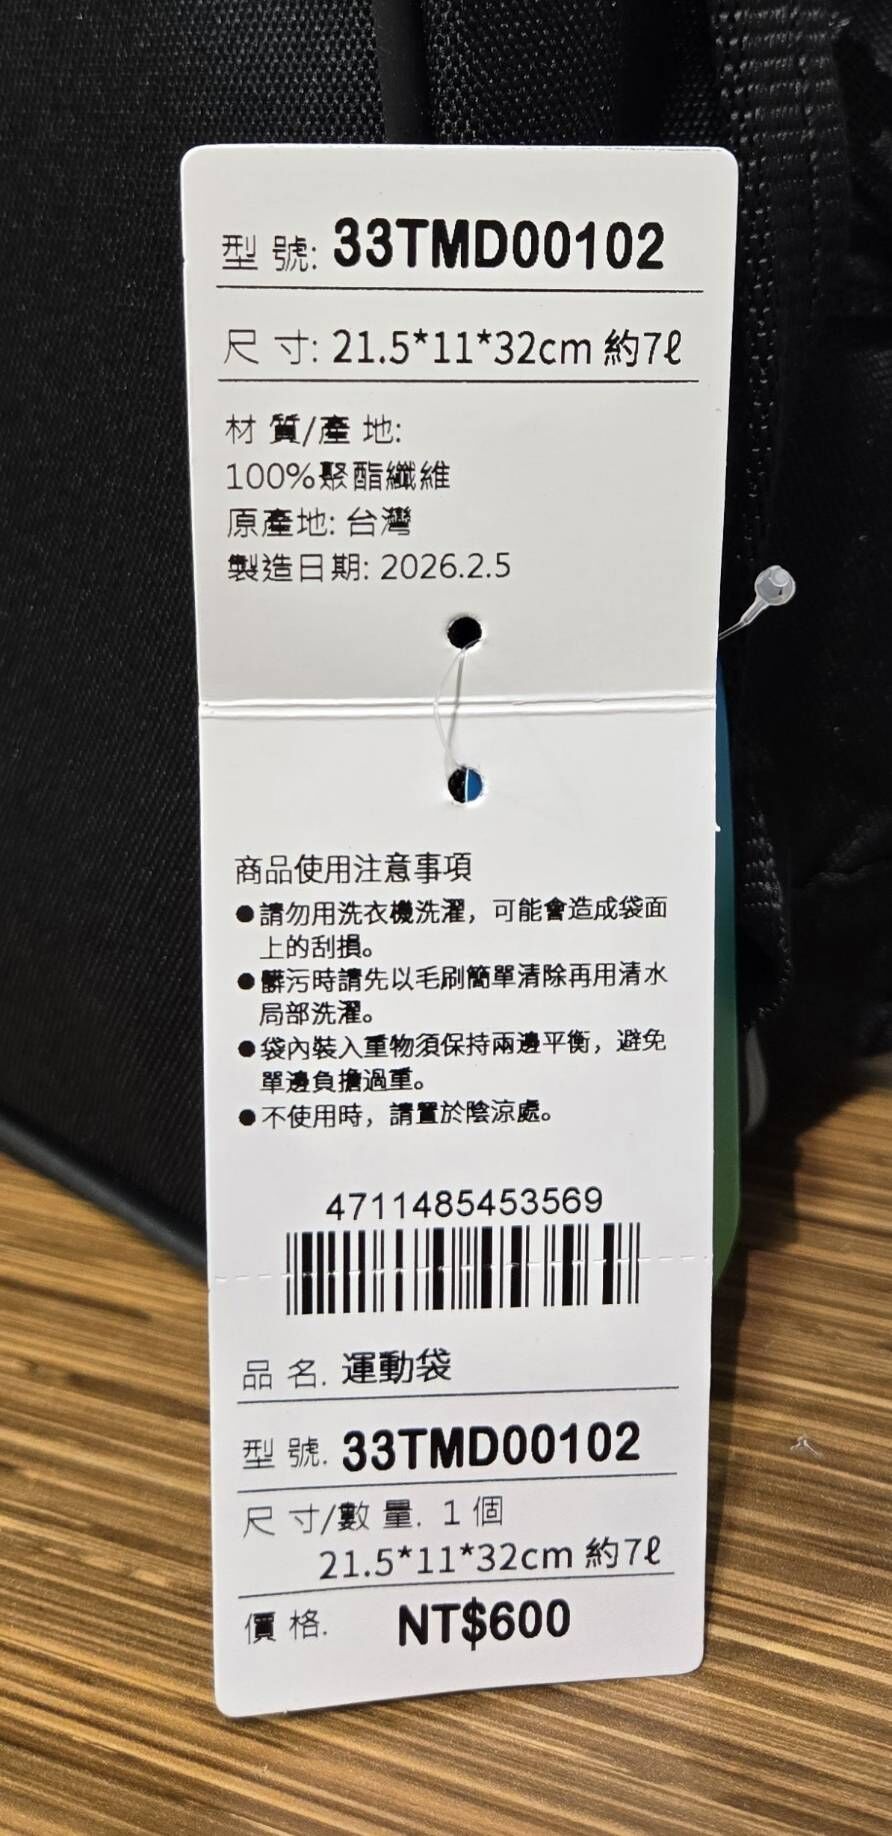 型 號: 33TMD00102
尺 寸: 21.5*11*32cm 約7ℓ
材 質/產 地:
100%聚酯纖維
原產地: 台灣
製造日期: 2026.2.5
商品使用注意事項
●請勿用洗衣機洗濯，可能會造成袋面
上的刮損。
●髒污時請先以毛刷簡單清除再用清水
局部洗濯。
●袋內裝入重物須保持兩邊平衡，避免
單邊負擔過重。
●不使用時，請置於陰涼處。
4711485453569
品 名. 運動袋
型 號. 33TMD00102
尺 寸/數 量. 1個
21.5*11*32cm 約7ℓ
價 格. NT$600